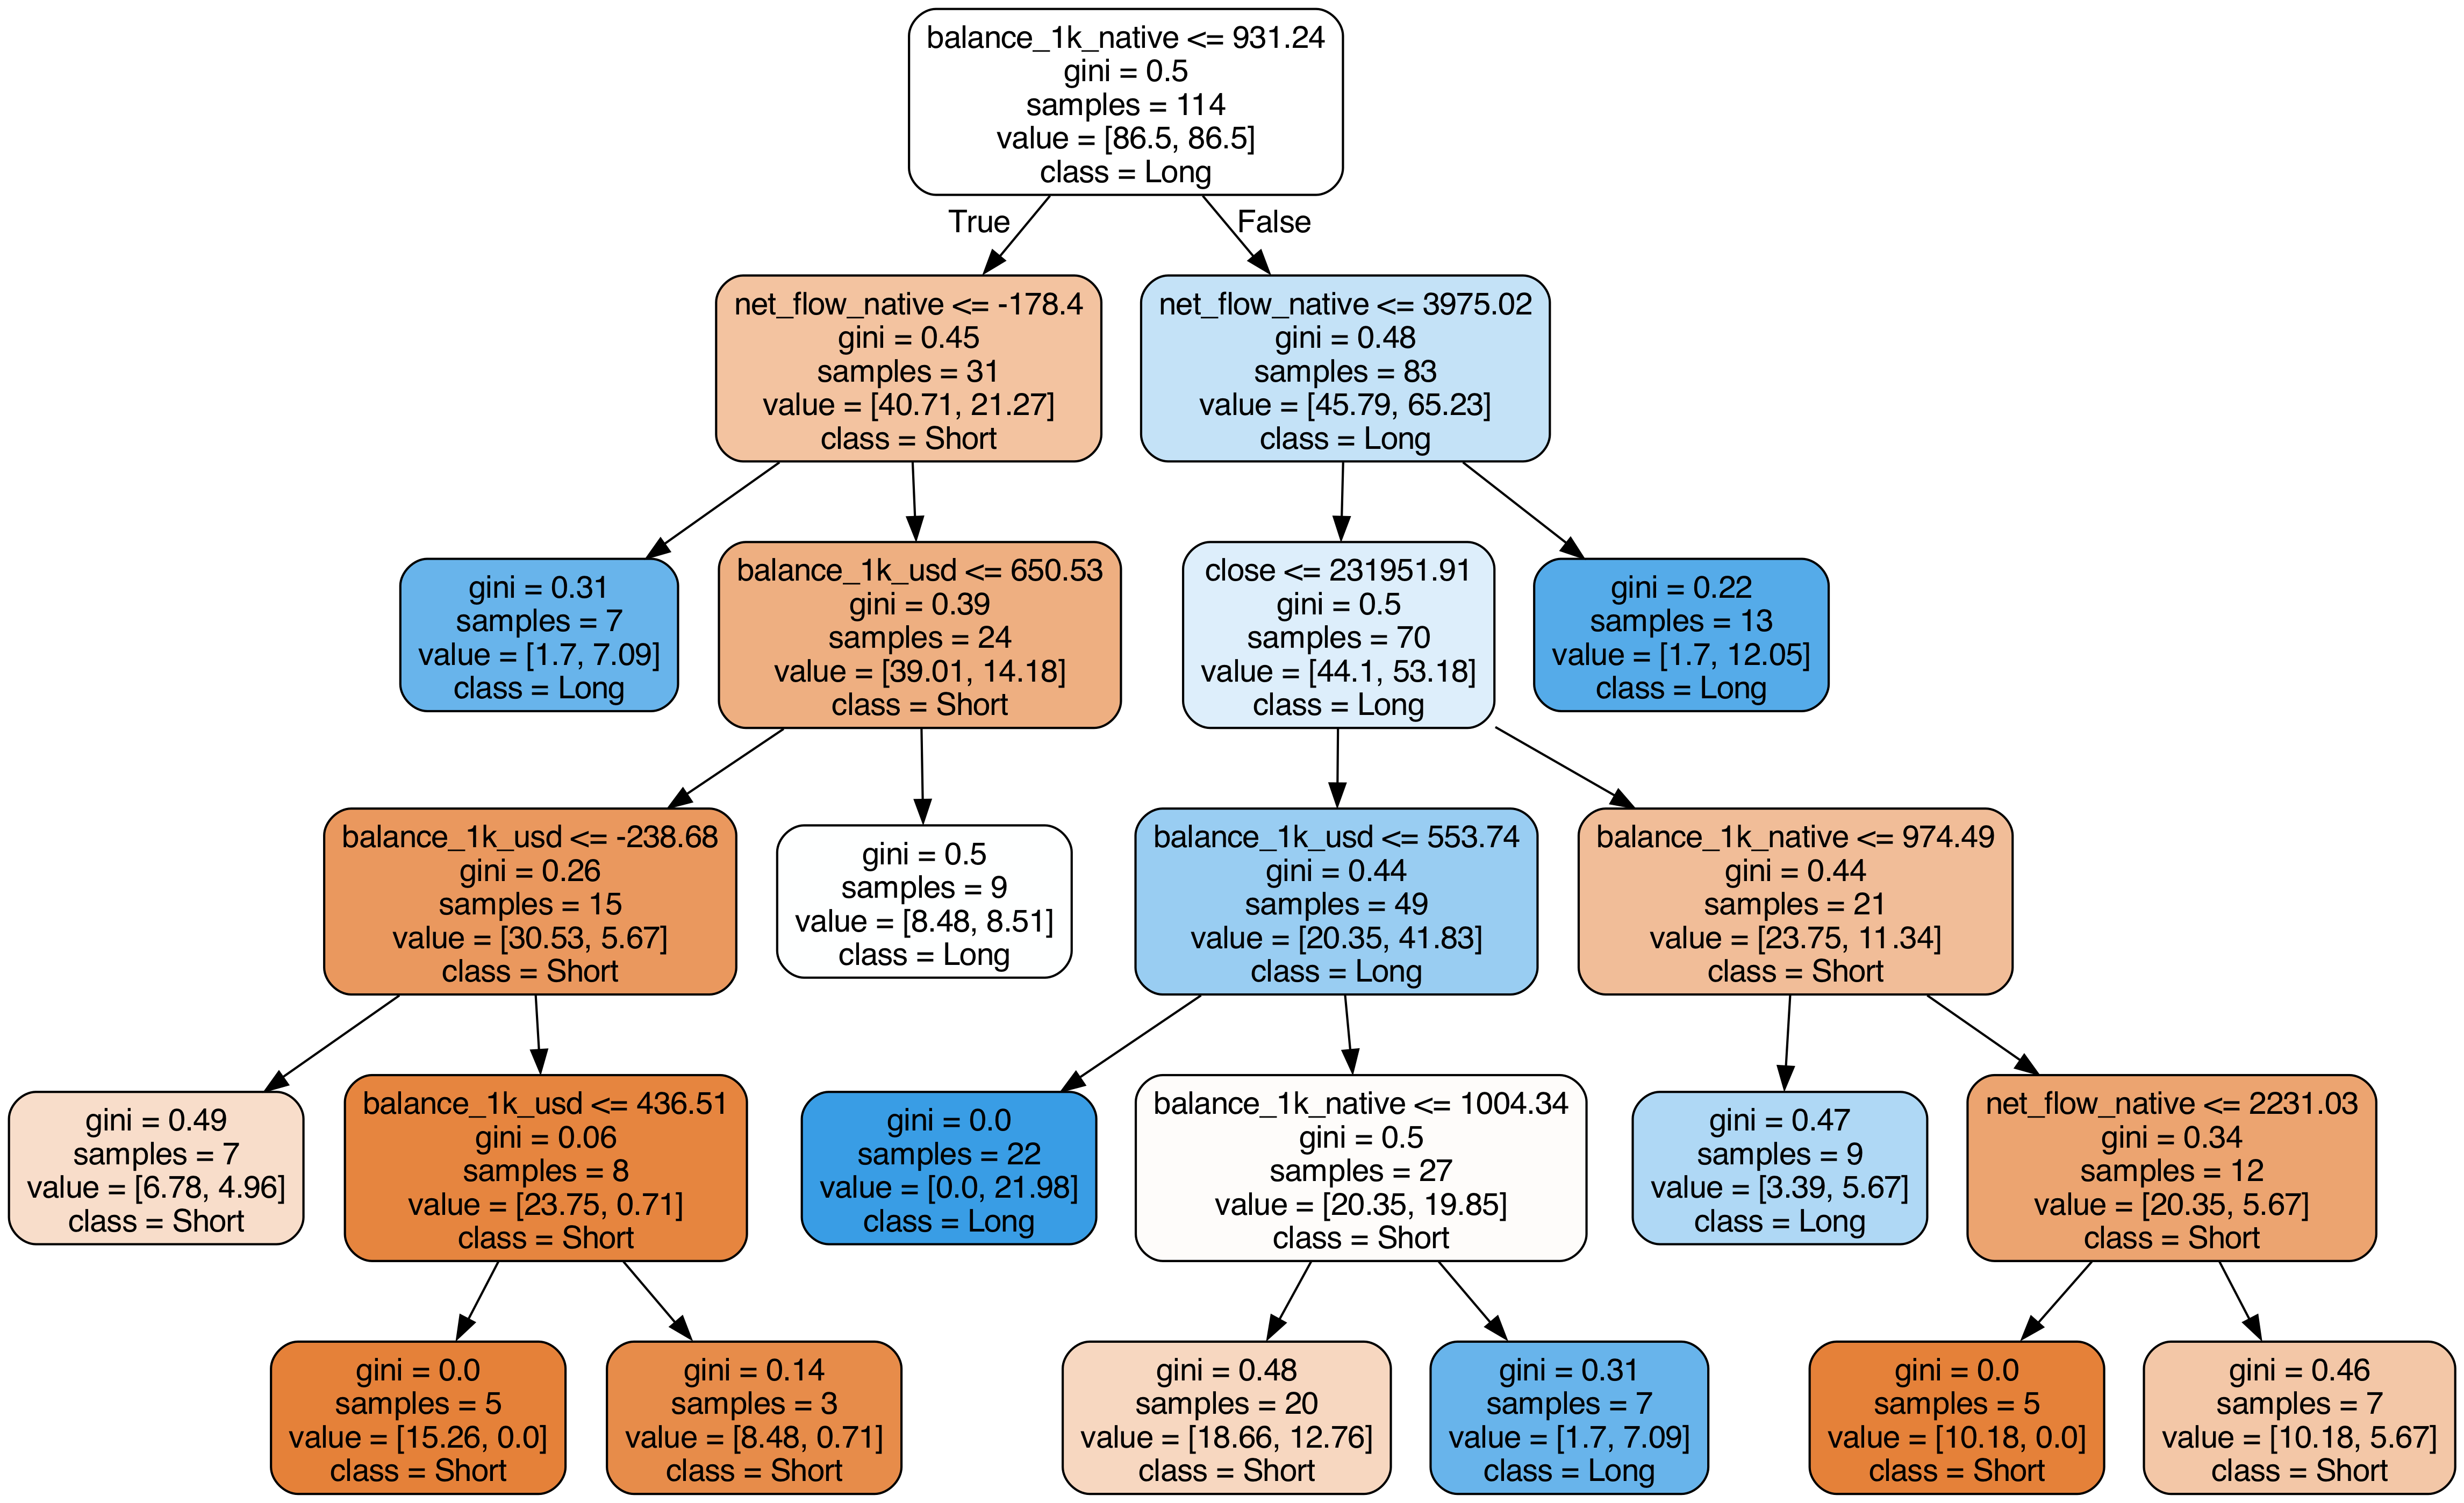 balance_1k_native <= 931.24
gini = 0.5
samples = 114
value = [86.5, 86.5]
class = Long
True
False
net_flow_native <= -178.4
gini = 0.45
samples = 31
value = [40.71, 21.27]
class = Short
net_flow_native <= 3975.02
gini = 0.48
samples = 83
value = [45.79, 65.23]
class = Long
gini = 0.31
samples = 7
value = [1.7, 7.09]
class = Long
balance_1k_usd <= 650.53
gini = 0.39
samples = 24
value = [39.01, 14.18]
class = Short
close <= 231951.91
gini = 0.5
samples = 70
value = [44.1, 53.18]
class = Long
gini = 0.22
samples = 13
value = [1.7, 12.05]
class = Long
balance_1k_usd <= -238.68
gini = 0.26
samples = 15
value = [30.53, 5.67]
class = Short
gini = 0.5
samples = 9
value = [8.48, 8.51]
class = Long
balance_1k_usd <= 553.74
gini = 0.44
samples = 49
value = [20.35, 41.83]
class = Long
balance_1k_native <= 974.49
gini = 0.44
samples = 21
value = [23.75, 11.34]
class = Short
gini = 0.49
samples = 7
value = [6.78, 4.96]
class = Short
balance_1k_usd <= 436.51
gini = 0.06
samples = 8
value = [23.75, 0.71]
class = Short
gini = 0.0
samples = 22
value = [0.0, 21.98]
class = Long
balance_1k_native <= 1004.34
gini = 0.5
samples = 27
value = [20.35, 19.85]
class = Short
gini = 0.47
samples = 9
value = [3.39, 5.67]
class = Long
net_flow_native <= 2231.03
gini = 0.34
samples = 12
value = [20.35, 5.67]
class = Short
gini = 0.0
samples = 5
value = [15.26, 0.0]
class = Short
gini = 0.14
samples = 3
value = [8.48, 0.71]
class = Short
gini = 0.48
samples = 20
value = [18.66, 12.76]
class = Short
gini = 0.31
samples = 7
value = [1.7, 7.09]
class = Long
gini = 0.0
samples = 5
value = [10.18, 0.0]
class = Short
gini = 0.46
samples = 7
value = [10.18, 5.67]
class = Short